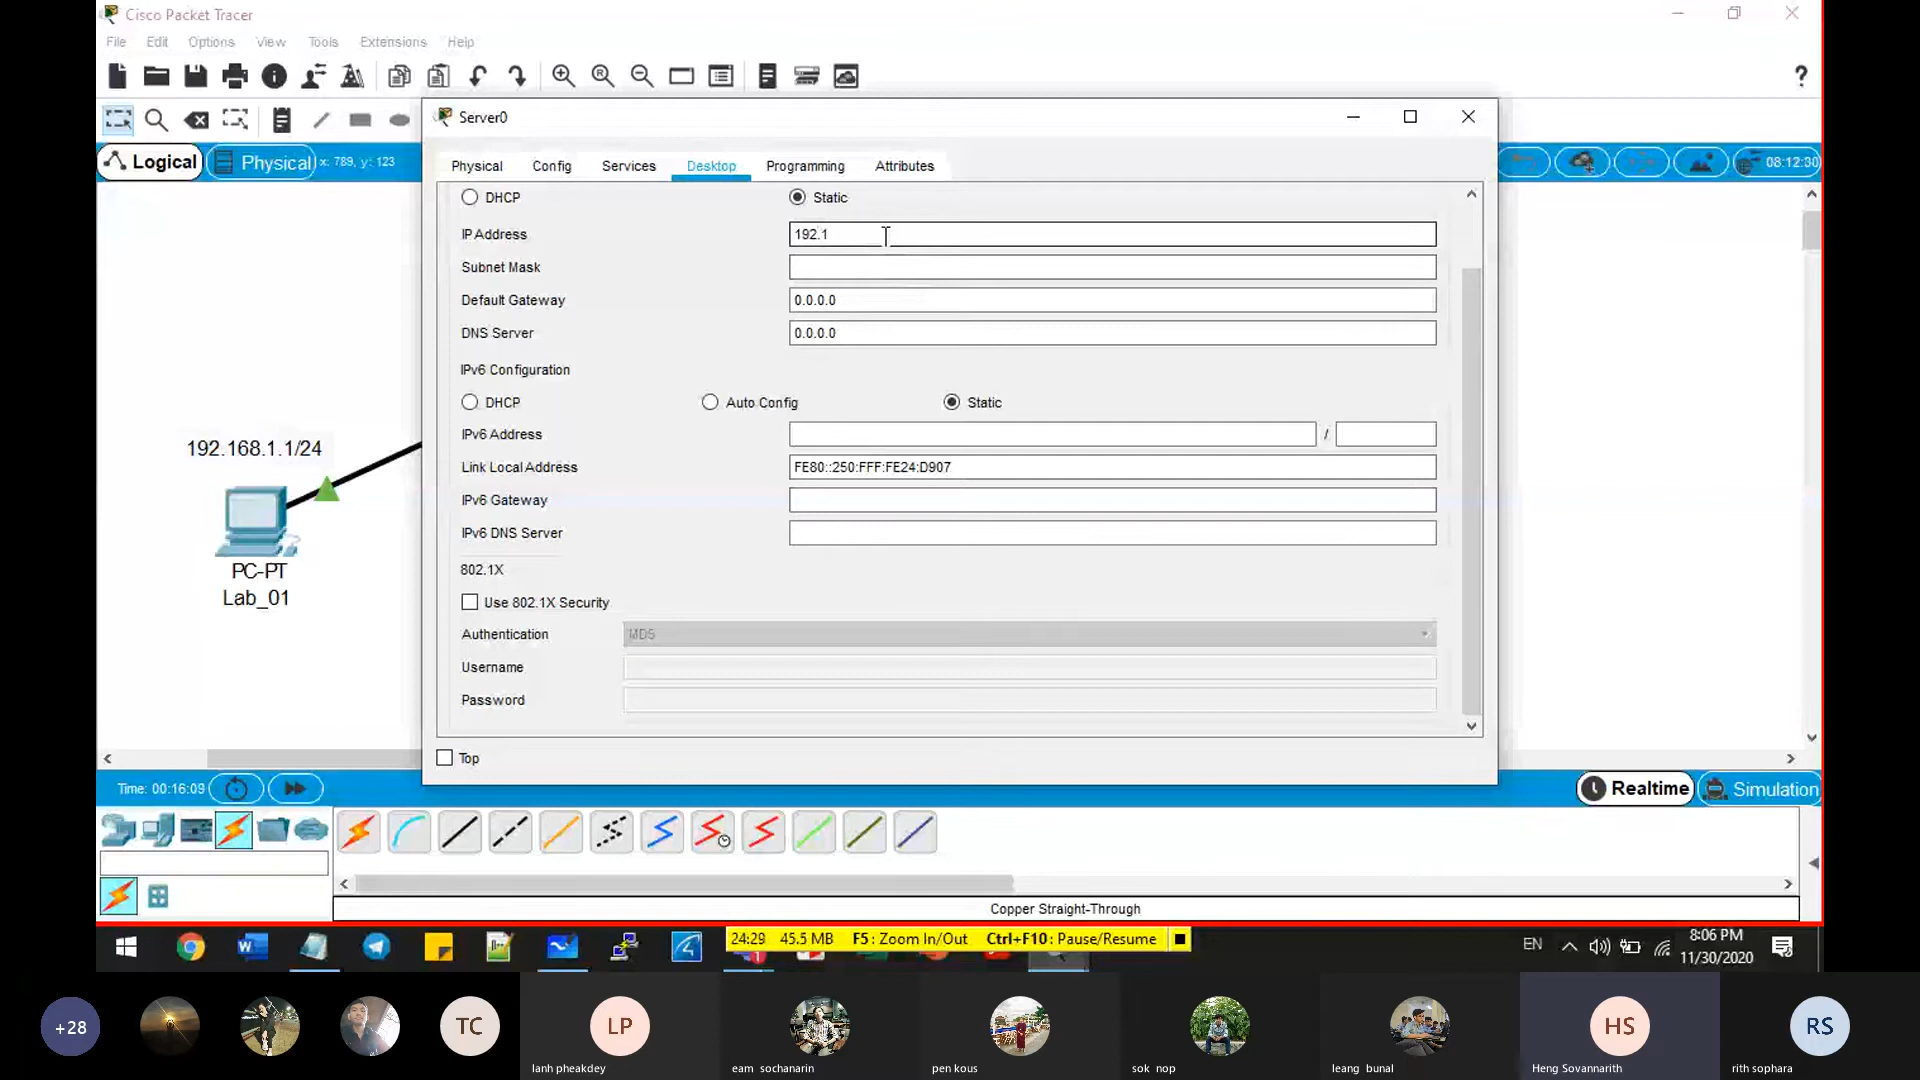 Cisco Packet Tracer
File Edit Options View Tools Extensions Help
?
Logical Physical x: 789, y: 123
08:12:30
Server0
Physical Config Services Desktop Programming Attributes
DHCP Static
IP Address 192.1
Subnet Mask
Default Gateway 0.0.0.0
DNS Server 0.0.0.0
IPv6 Configuration
DHCP Auto Config Static
IPv6 Address /
Link Local Address FE80::250:FFF:FE24:D907
IPv6 Gateway
IPv6 DNS Server
802.1X
Use 802.1X Security
Authentication MD5
Username
Password
Top
192.168.1.1/24
PC-PT
Lab_01
Time: 00:16:09
Realtime Simulation
Copper Straight-Through
24:29 45.5 MB F5: Zoom In/Out Ctrl+F10: Pause/Resume
EN
8:06 PM
11/30/2020
+28
TC
LP
HS
RS
lanh pheakdey
eam sochanarin
pen kous
sok nop
leang bunal
Heng Sovannarith
rith sophara